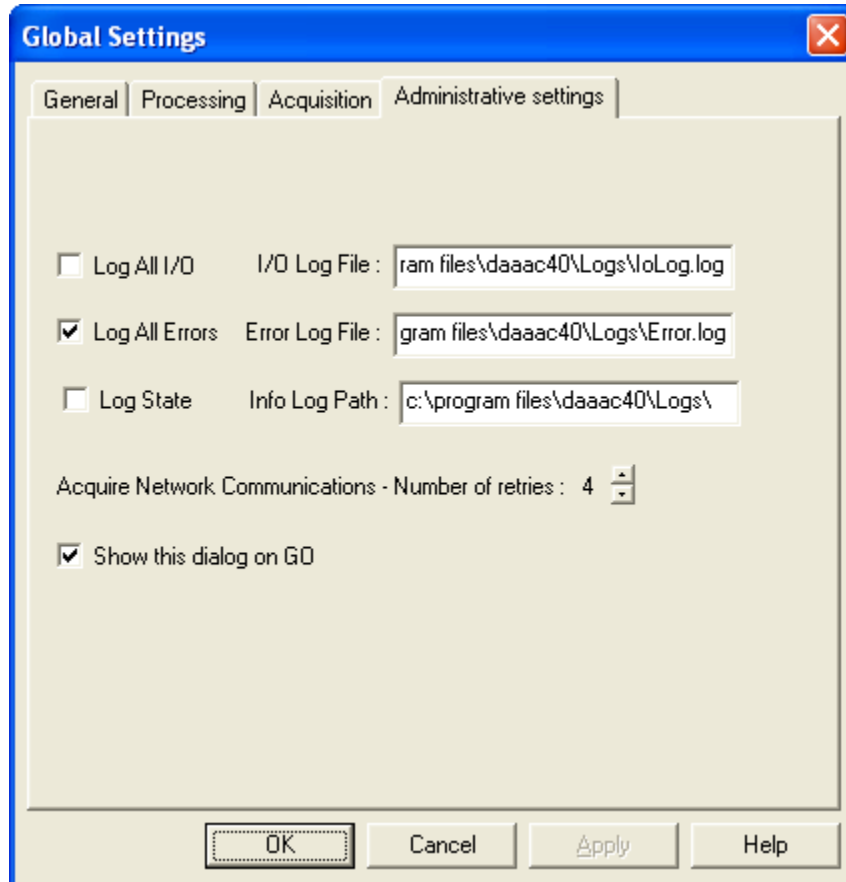 Global Settings
General Processing Acquisition Administrative settings
Log All I/O I/O Log File : ram files\daaac40\Logs\IoLog.log
Log All Errors Error Log File : gram files\daaac40\Logs\Error.log
Log State Info Log Path : c:\program files\daaac40\Logs\
Acquire Network Communications - Number of retries : 4
Show this dialog on GO
OK Cancel Apply Help